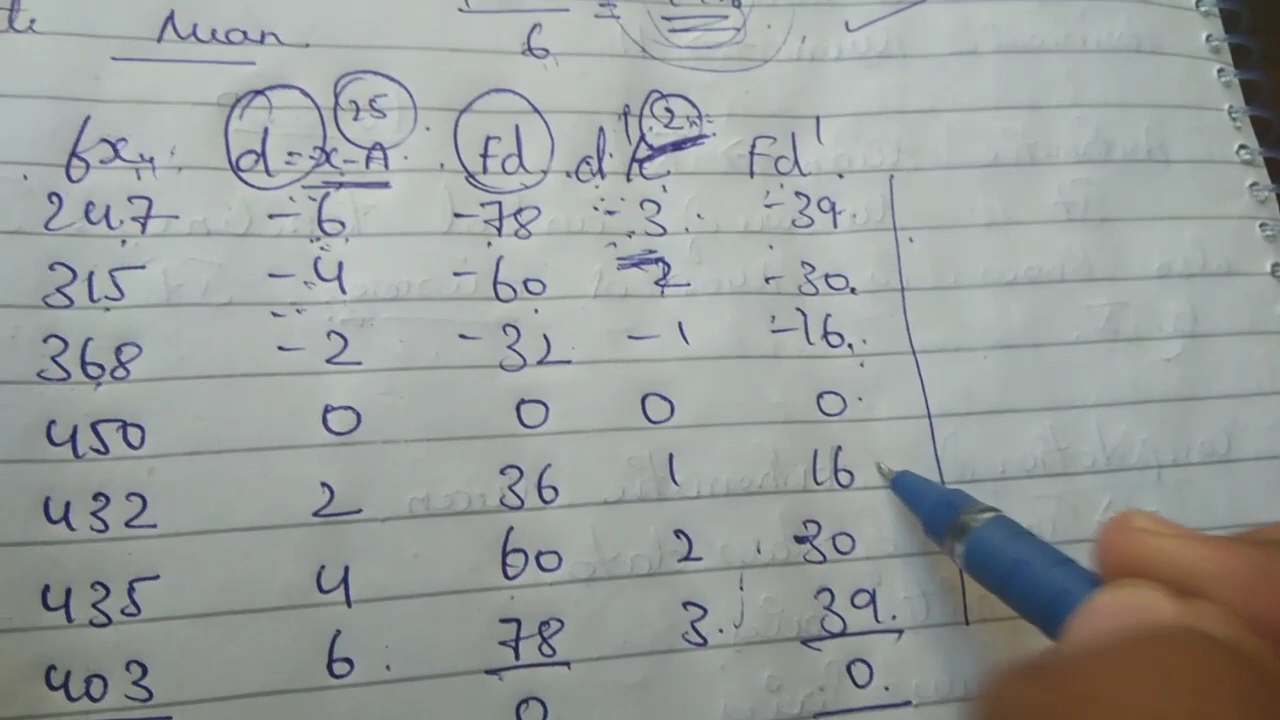 Mean. 6 =
25 2
fx d=x-A fd d' Fd'
247 -6 -78 -3 -39
315 -4 -60 2 -30
368 -2 -32 -1 -16
450 0 0 0 0
432 2 36 1 16
435 4 60 2 30
403 6 78 3 39
0 0